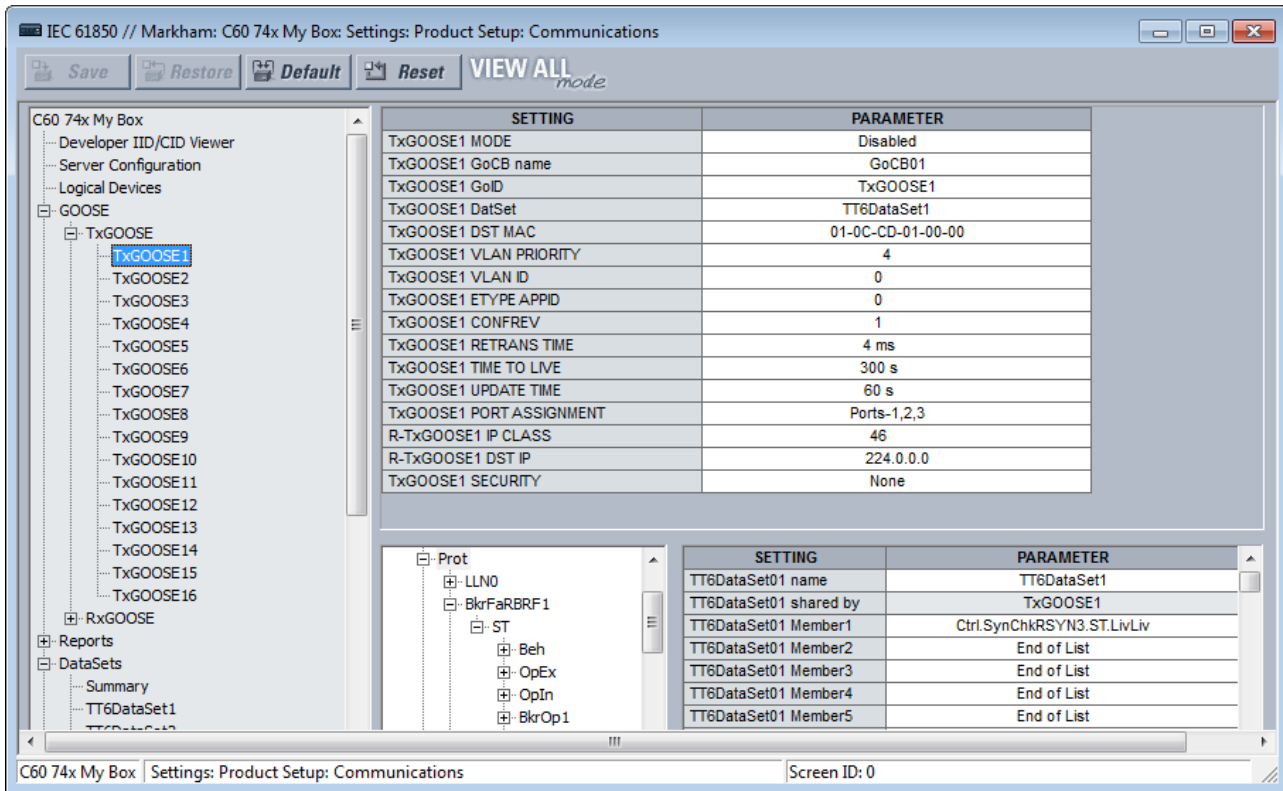 IEC 61850 // Markham: C60 74x My Box: Settings: Product Setup: Communications
Save Restore Default Reset VIEW ALL mode
C60 74x My Box
Developer IID/CID Viewer
Server Configuration
Logical Devices
GOOSE
TxGOOSE
TxGOOSE1
TxGOOSE2
TxGOOSE3
TxGOOSE4
TxGOOSE5
TxGOOSE6
TxGOOSE7
TxGOOSE8
TxGOOSE9
TxGOOSE10
TxGOOSE11
TxGOOSE12
TxGOOSE13
TxGOOSE14
TxGOOSE15
TxGOOSE16
RxGOOSE
Reports
DataSets
Summary
TT6DataSet1
TT6DataSet2
SETTING PARAMETER
TxGOOSE1 MODE Disabled
TxGOOSE1 GoCB name GoCB01
TxGOOSE1 GoID TxGOOSE1
TxGOOSE1 DatSet TT6DataSet1
TxGOOSE1 DST MAC 01-0C-CD-01-00-00
TxGOOSE1 VLAN PRIORITY 4
TxGOOSE1 VLAN ID 0
TxGOOSE1 ETYPE APPID 0
TxGOOSE1 CONFREV 1
TxGOOSE1 RETRANS TIME 4 ms
TxGOOSE1 TIME TO LIVE 300 s
TxGOOSE1 UPDATE TIME 60 s
TxGOOSE1 PORT ASSIGNMENT Ports-1,2,3
R-TxGOOSE1 IP CLASS 46
R-TxGOOSE1 DST IP 224.0.0.0
TxGOOSE1 SECURITY None
Prot
LLN0
BkrFaRBRF1
ST
Beh
OpEx
OpIn
BkrOp1
SETTING PARAMETER
TT6DataSet01 name TT6DataSet1
TT6DataSet01 shared by TxGOOSE1
TT6DataSet01 Member1 Ctrl.SynChkRSYN3.ST.LivLiv
TT6DataSet01 Member2 End of List
TT6DataSet01 Member3 End of List
TT6DataSet01 Member4 End of List
TT6DataSet01 Member5 End of List
C60 74x My Box Settings: Product Setup: Communications Screen ID: 0